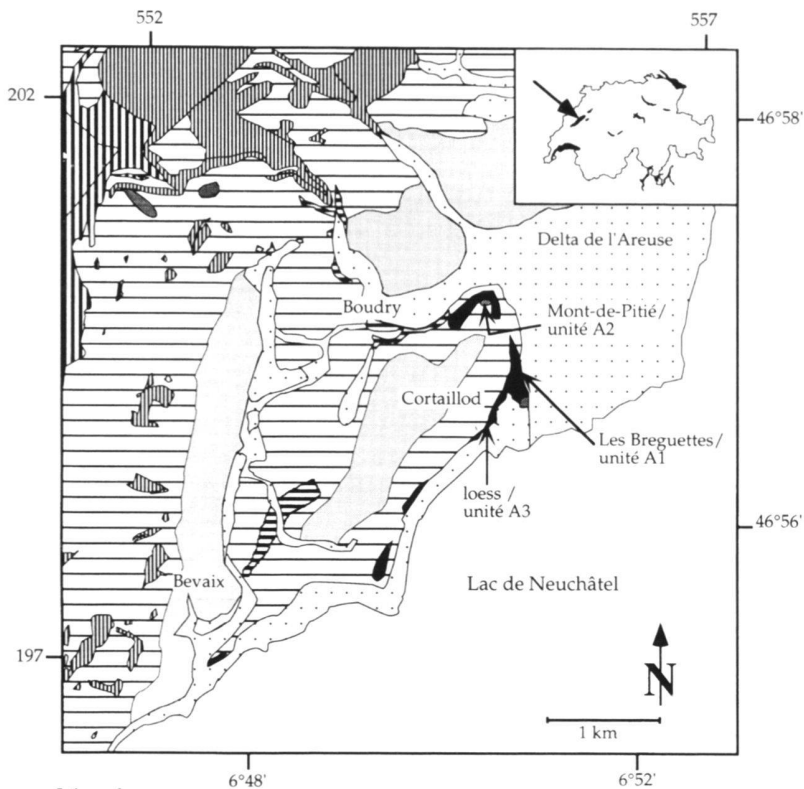 552
557
202
46°58'
Delta de l'Areuse
Boudry
Mont-de-Pitié/
unité A2
Cortaillod
Les Breguettes/
unité A1
loess /
unité A3
46°56'
Bevaix
Lac de Neuchâtel
197
N
1 km
6°48'
6°52'